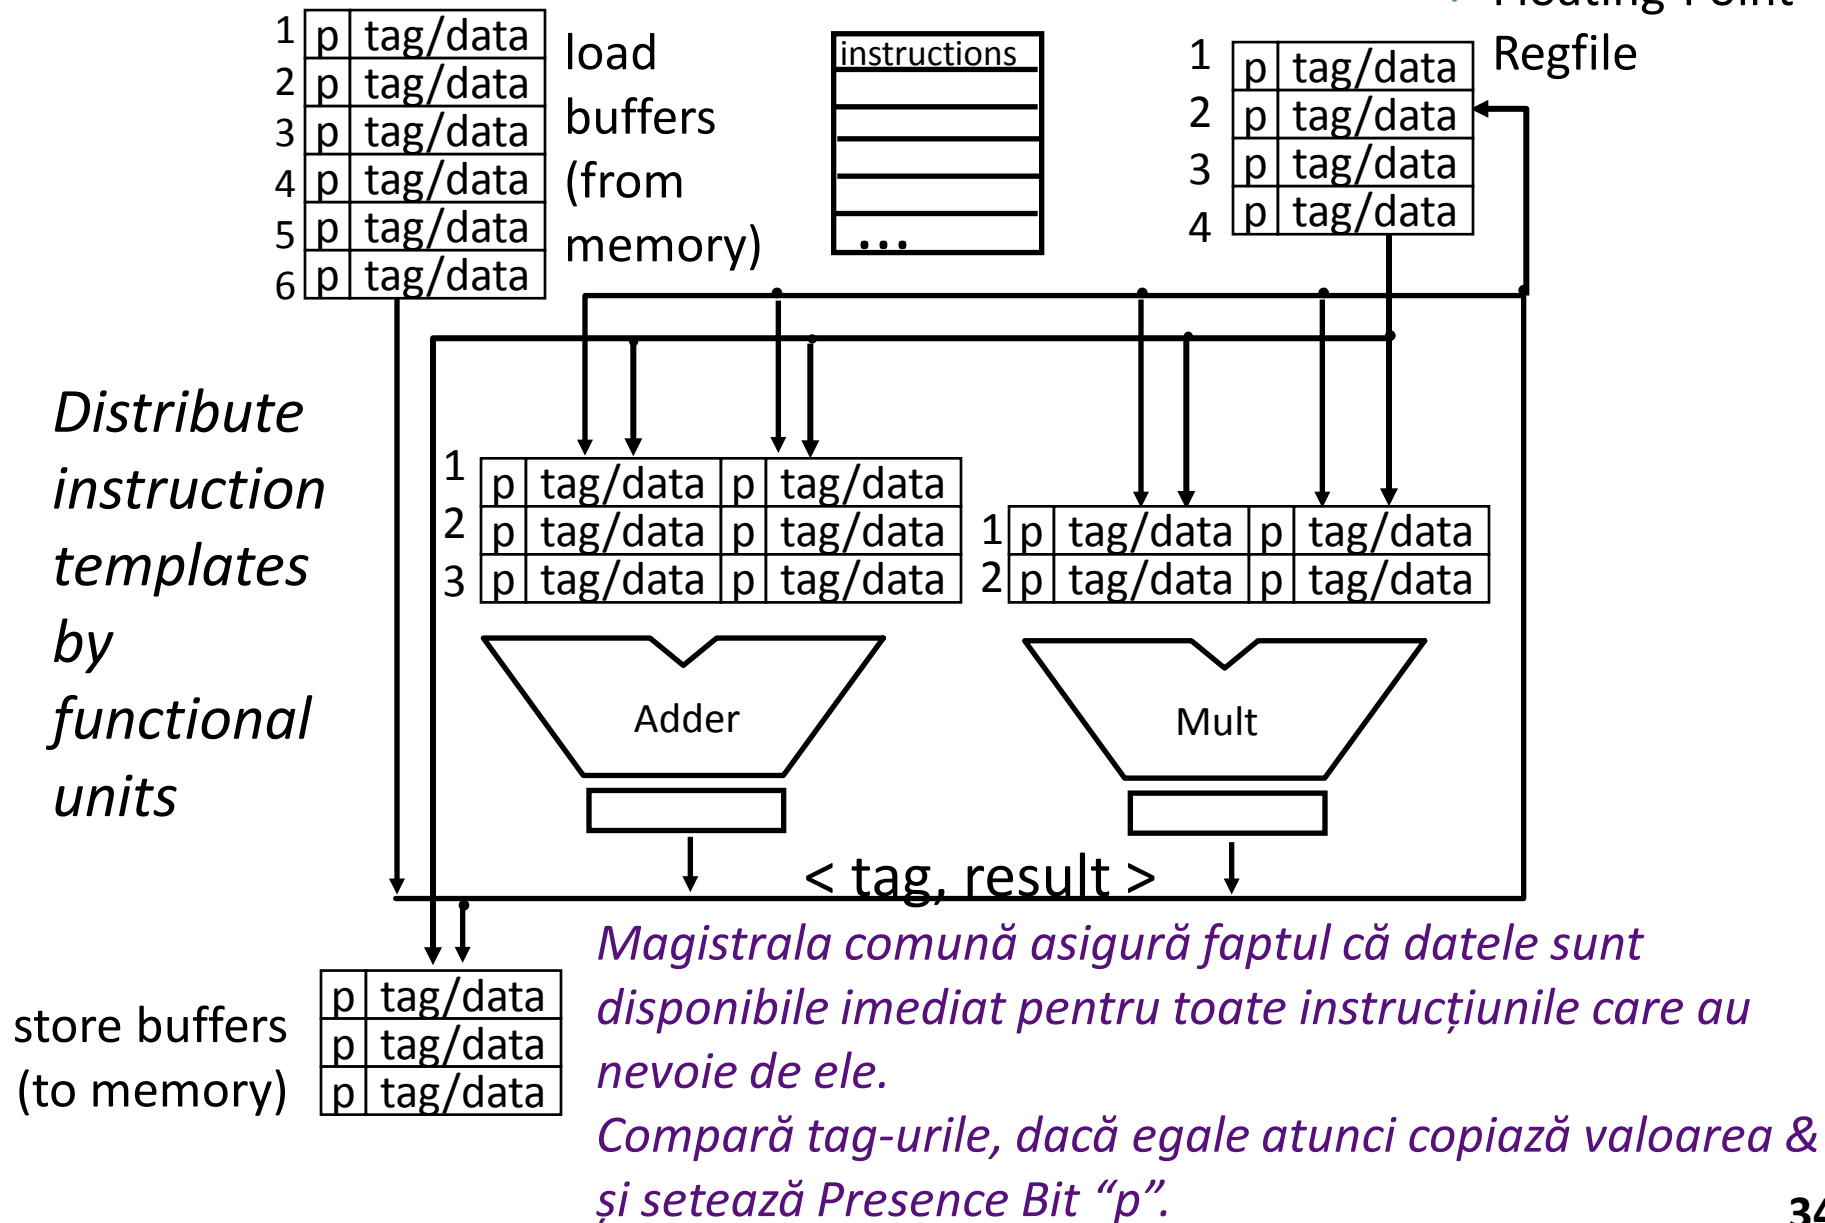 Floating-Point
Regfile
1 p tag/data
2 p tag/data
3 p tag/data
4 p tag/data
5 p tag/data
6 p tag/data
load
buffers
(from
memory)
instructions
...
1 p tag/data
2 p tag/data
3 p tag/data
4 p tag/data
Distribute
instruction
templates
by
functional
units
1 p tag/data p tag/data
2 p tag/data p tag/data
3 p tag/data p tag/data
1 p tag/data p tag/data
2 p tag/data p tag/data
Adder
Mult
< tag, result >
store buffers
(to memory)
p tag/data
p tag/data
p tag/data
Magistrala comună asigură faptul că datele sunt
disponibile imediat pentru toate instrucțiunile care au
nevoie de ele.
Compară tag-urile, dacă egale atunci copiază valoarea &
și setează Presence Bit “p”.
34